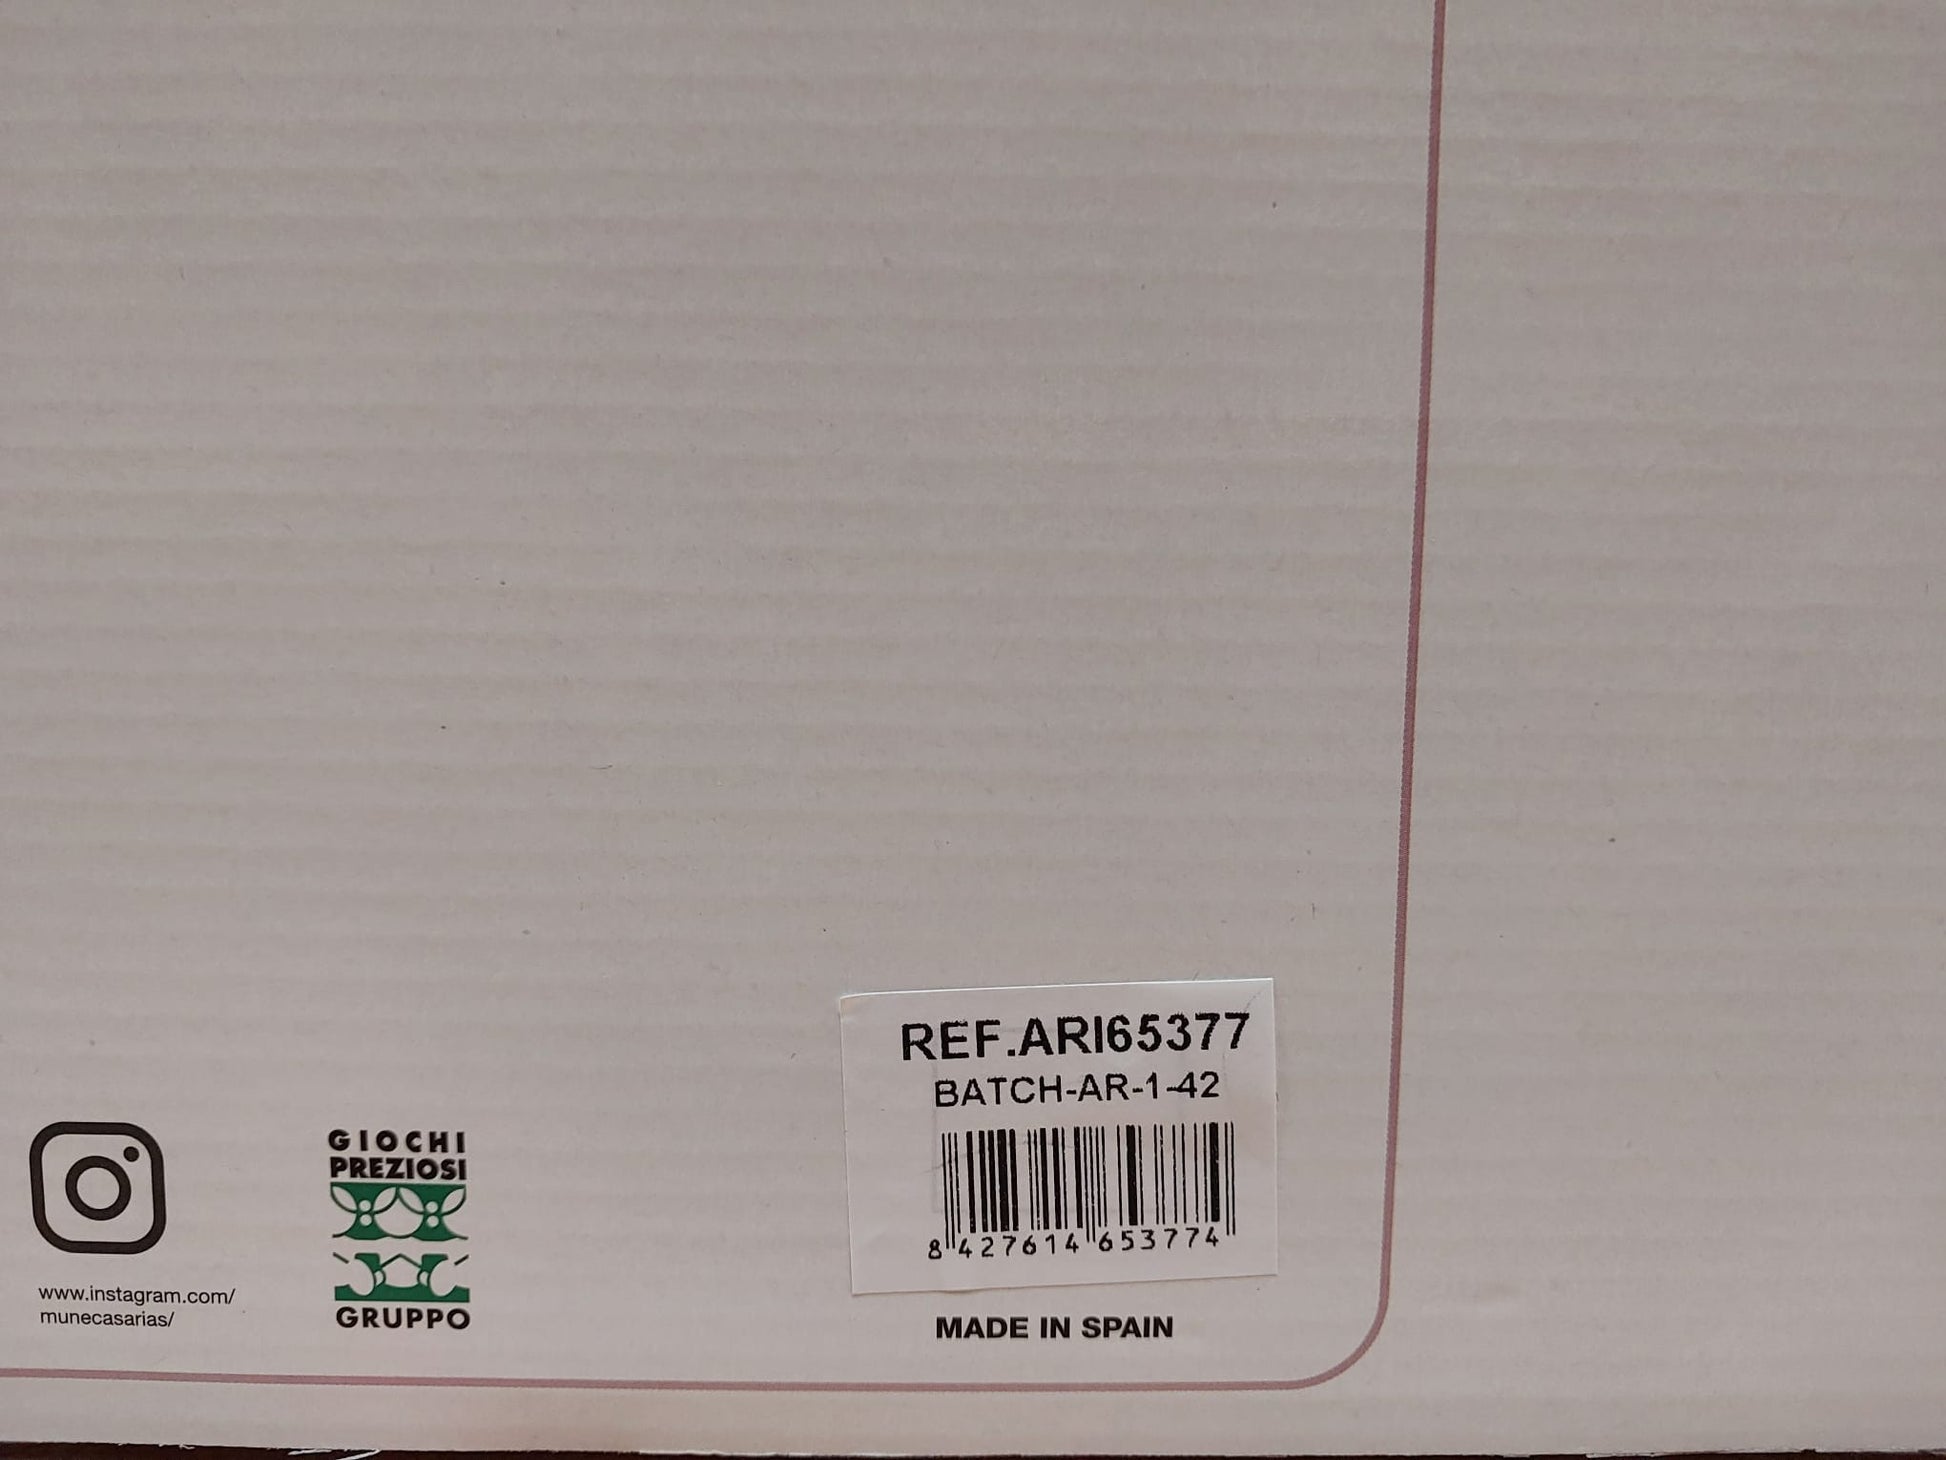 REF.ARI65377
BATCH-AR-1-42
8 427614 653774
MADE IN SPAIN
GIOCHI
PREZIOSI
GRUPPO
www.instagram.com/
munecasarias/